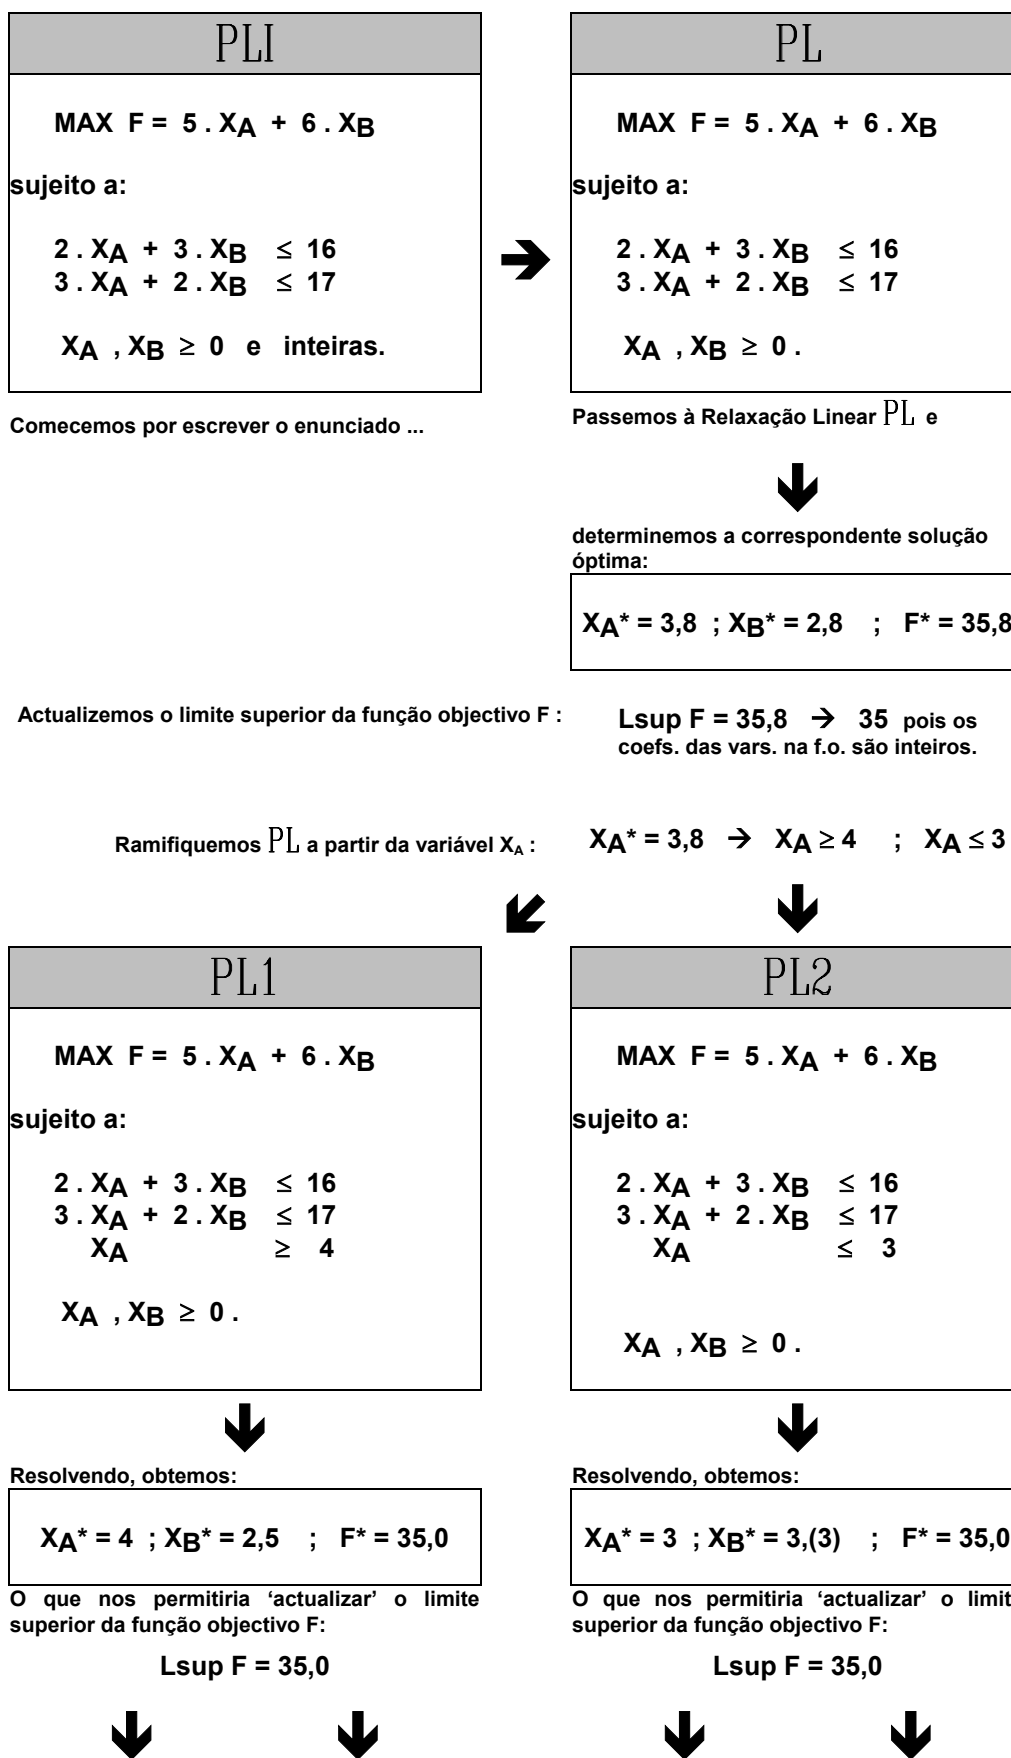 PLI
MAX F = 5 . XA + 6 . XB
sujeito a:
2 . XA + 3 . XB ≤ 16
3 . XA + 2 . XB ≤ 17
XA , XB ≥ 0 e inteiras.
Comecemos por escrever o enunciado ...
PL
MAX F = 5 . XA + 6 . XB
sujeito a:
2 . XA + 3 . XB ≤ 16
3 . XA + 2 . XB ≤ 17
XA , XB ≥ 0 .
Passemos à Relaxação Linear PL e
determinemos a correspondente solução
óptima:
XA* = 3,8 ; XB* = 2,8 ; F* = 35,8
Actualizemos o limite superior da função objectivo F :
Lsup F = 35,8 → 35 pois os
coefs. das vars. na f.o. são inteiros.
Ramifiquemos PL a partir da variável XA : XA* = 3,8 → XA ≥ 4 ; XA ≤ 3
PL1
MAX F = 5 . XA + 6 . XB
sujeito a:
2 . XA + 3 . XB ≤ 16
3 . XA + 2 . XB ≤ 17
XA ≥ 4
XA , XB ≥ 0 .
Resolvendo, obtemos:
XA* = 4 ; XB* = 2,5 ; F* = 35,0
O que nos permitiria ‘actualizar’ o limite
superior da função objectivo F:
Lsup F = 35,0
PL2
MAX F = 5 . XA + 6 . XB
sujeito a:
2 . XA + 3 . XB ≤ 16
3 . XA + 2 . XB ≤ 17
XA ≤ 3
XA , XB ≥ 0 .
Resolvendo, obtemos:
XA* = 3 ; XB* = 3,(3) ; F* = 35,0
O que nos permitiria ‘actualizar’ o limit
superior da função objectivo F:
Lsup F = 35,0